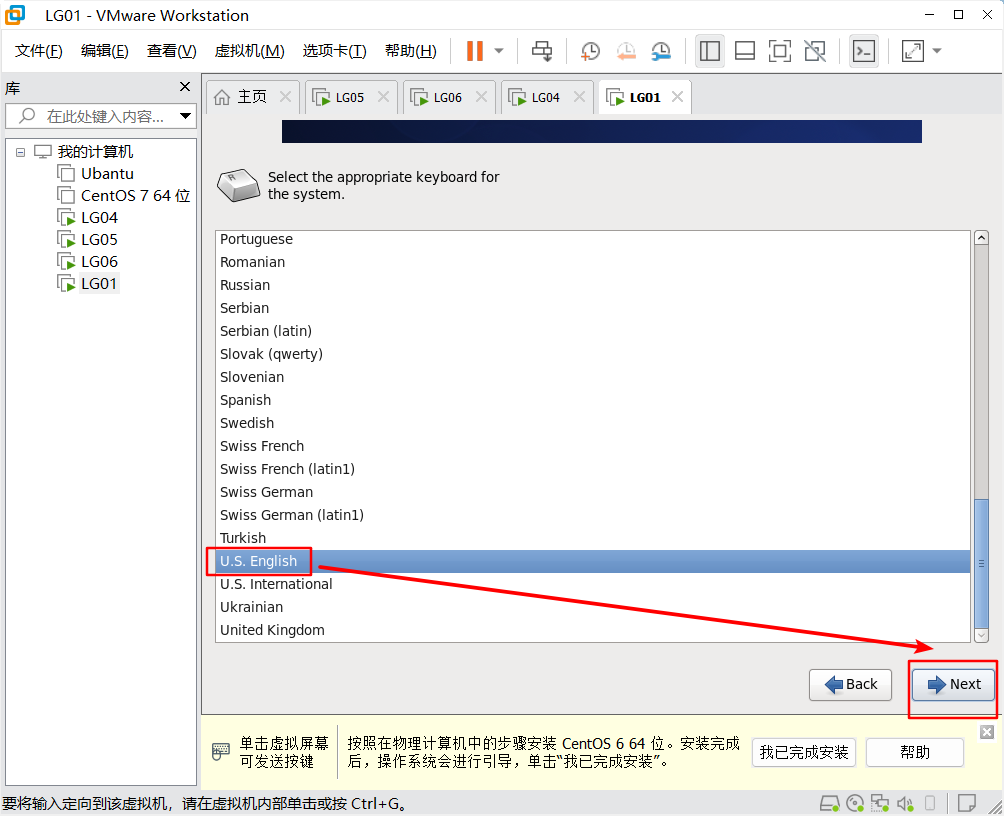 LG01 - VMware Workstation
文件(F) 编辑(E) 查看(V) 虚拟机(M) 选项卡(T) 帮助(H)
库
主页 LG05 LG06 LG04 LG01
在此处键入内容...
我的计算机
Ubantu
CentOS 7 64 位
LG04
LG05
LG06
LG01
R
Select the appropriate keyboard for
the system.
Portuguese
Romanian
Russian
Serbian
Serbian (latin)
Slovak (qwerty)
Slovenian
Spanish
Swedish
Swiss French
Swiss French (latin1)
Swiss German
Swiss German (latin1)
Turkish
U.S. English
U.S. International
Ukrainian
United Kingdom
Back Next
单击虚拟屏幕
可发送按键
按照在物理计算机中的步骤安装 CentOS 6 64 位。安装完成
后，操作系统会进行引导，单击“我已完成安装”。
我已完成安装 帮助
要将输入定向到该虚拟机，请在虚拟机内部单击或按 Ctrl+G。